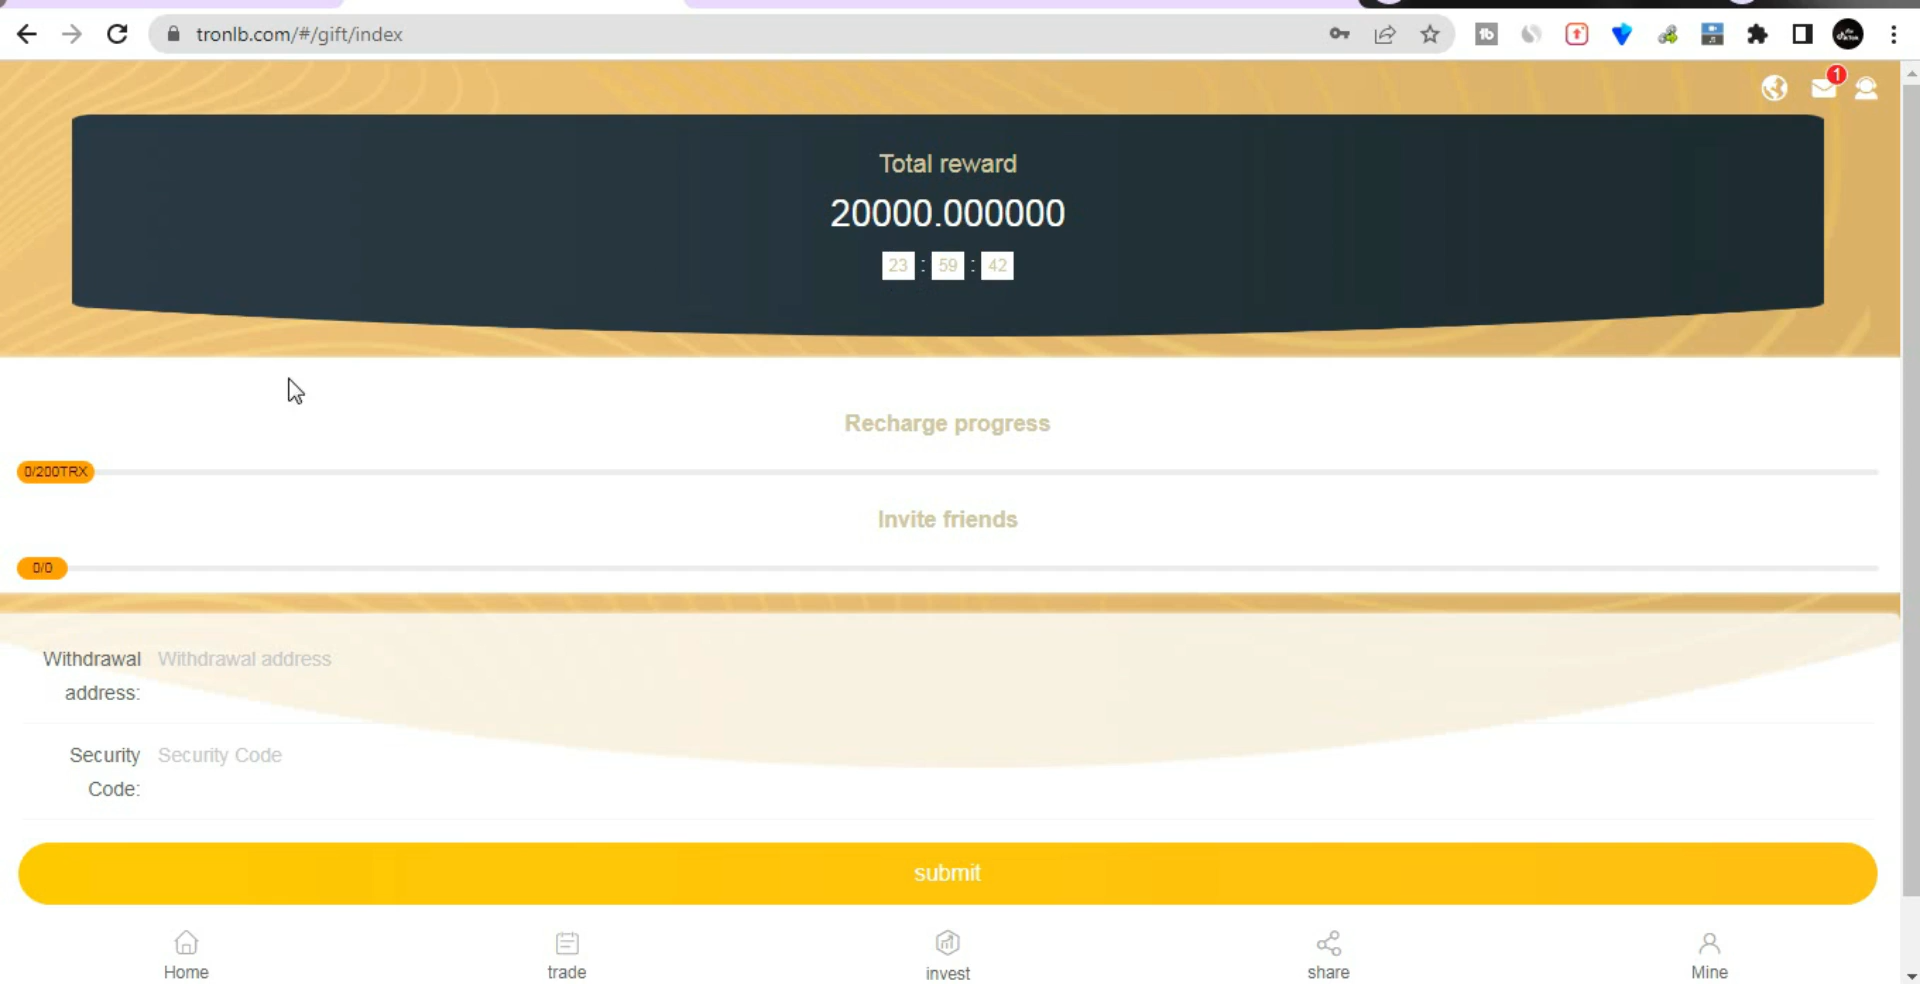 tronlb.com/#/gift/index
1
Total reward
20000.000000
23 : 59 : 42
Recharge progress
0/200TRX
Invite friends
0/0
Withdrawal address: Withdrawal address
Security Code: Security Code
submit
Home trade invest share Mine